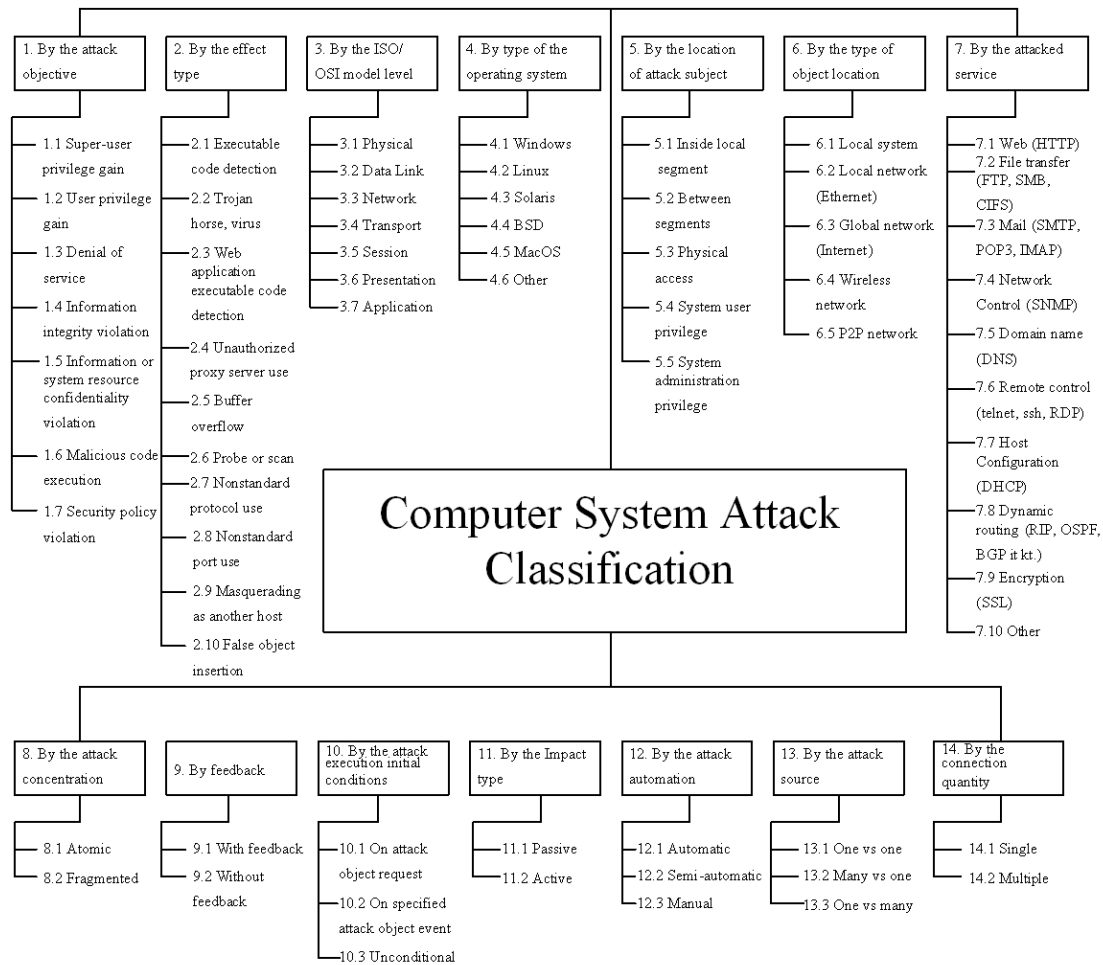 1. By the attack
objective
1.1 Super-user
privilege gain
1.2 User privilege
gain
1.3 Denial of
service
1.4 Information
integrity violation
1.5 Information or
system resource
confidentiality
violation
1.6 Malicious code
execution
1.7 Security policy
violation
2. By the effect
type
2.1 Executable
code detection
2.2 Trojan
horse, virus
2.3 Web
application
executable code
detection
2.4 Unauthorized
proxy server use
2.5 Buffer
overflow
2.6 Probe or scan
2.7 Nonstandard
protocol use
2.8 Nonstandard
port use
2.9 Masquerading
as another host
2.10 False object
insertion
3. By the ISO/
OSI model level
3.1 Physical
3.2 Data Link
3.3 Network
3.4 Transport
3.5 Session
3.6 Presentation
3.7 Application
4. By type of the
operating system
4.1 Windows
4.2 Linux
4.3 Solaris
4.4 BSD
4.5 MacOS
4.6 Other
5. By the location
of attack subject
5.1 Inside local
segment
5.2 Between
segments
5.3 Physical
access
5.4 System user
privilege
5.5 System
administration
privilege
6. By the type of
object location
6.1 Local system
6.2 Local network
(Ethernet)
6.3 Global network
(Internet)
6.4 Wireless
network
6.5 P2P network
7. By the attacked
service
7.1 Web (HTTP)
7.2 File transfer
(FTP, SMB,
CIFS)
7.3 Mail (SMTP,
POP3, IMAP)
7.4 Network
Control (SNMP)
7.5 Domain name
(DNS)
7.6 Remote control
(telnet, ssh, RDP)
7.7 Host
Configuration
(DHCP)
7.8 Dynamic
routing (RIP, OSPF,
BGP it kt.)
7.9 Encryption
(SSL)
7.10 Other
Computer System Attack
Classification
8. By the attack
concentration
8.1 Atomic
8.2 Fragmented
9. By feedback
9.1 With feedback
9.2 Without
feedback
10. By the attack
execution initial
conditions
10.1 On attack
object request
10.2 On specified
attack object event
10.3 Unconditional
11. By the Impact
type
11.1 Passive
11.2 Active
12. By the attack
automation
12.1 Automatic
12.2 Semi-automatic
12.3 Manual
13. By the attack
source
13.1 One vs one
13.2 Many vs one
13.3 One vs many
14. By the
connection
quantity
14.1 Single
14.2 Multiple